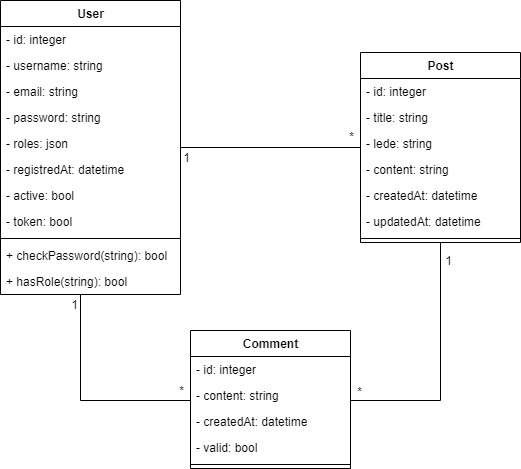 User
- id: integer
- username: string
- email: string
- password: string
- roles: json
- registredAt: datetime
- active: bool
- token: bool
+ checkPassword(string): bool
+ hasRole(string): bool
1
*
Post
- id: integer
- title: string
- lede: string
- content: string
- createdAt: datetime
- updatedAt: datetime
1
1
*
*
Comment
- id: integer
- content: string
- createdAt: datetime
- valid: bool